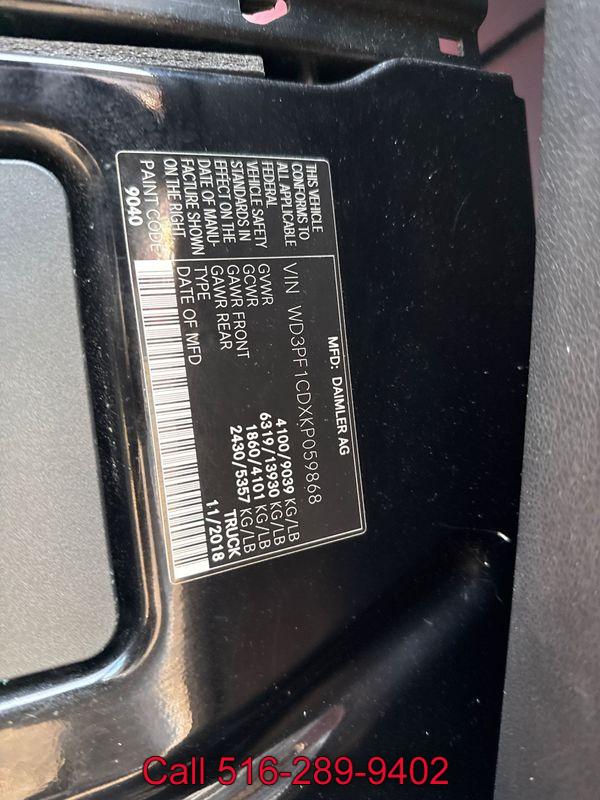 MFD: DAIMLER AG
VIN WD3PF1CDXKP059868
THIS VEHICLE
CONFORMS TO
ALL APPLICABLE
FEDERAL
VEHICLE SAFETY
STANDARDS IN
EFFECT ON THE
DATE OF MANU-
FACTURE SHOWN
ON THE RIGHT
PAINT CODE
9040
GVWR 4100/9039 KG/LB
GCWR 6319/13930 KG/LB
GAWR FRONT 1860/4101 KG/LB
GAWR REAR 2430/5357 KG/LB
TYPE TRUCK
DATE OF MFD 11/2018
Call 516-289-9402